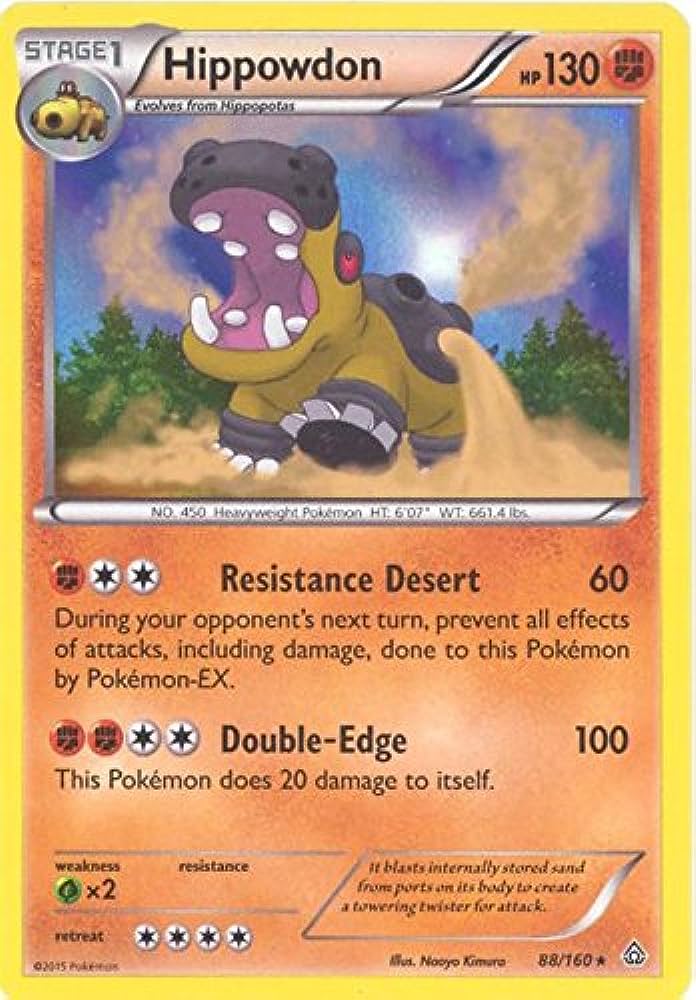 STAGE1
Hippowdon
HP130
Evolves from Hippopotas
NO. 450 Heavyweight Pokémon HT: 6'07" WT: 661.4 lbs.
Resistance Desert 60
During your opponent's next turn, prevent all effects
of attacks, including damage, done to this Pokémon
by Pokémon-EX.
Double-Edge 100
This Pokémon does 20 damage to itself.
weakness resistance
×2
It blasts internally stored sand
from ports on its body to create
a towering twister for attack.
retreat
©2015 Pokémon
Illus. Naoyo Kimura
88/160 ★